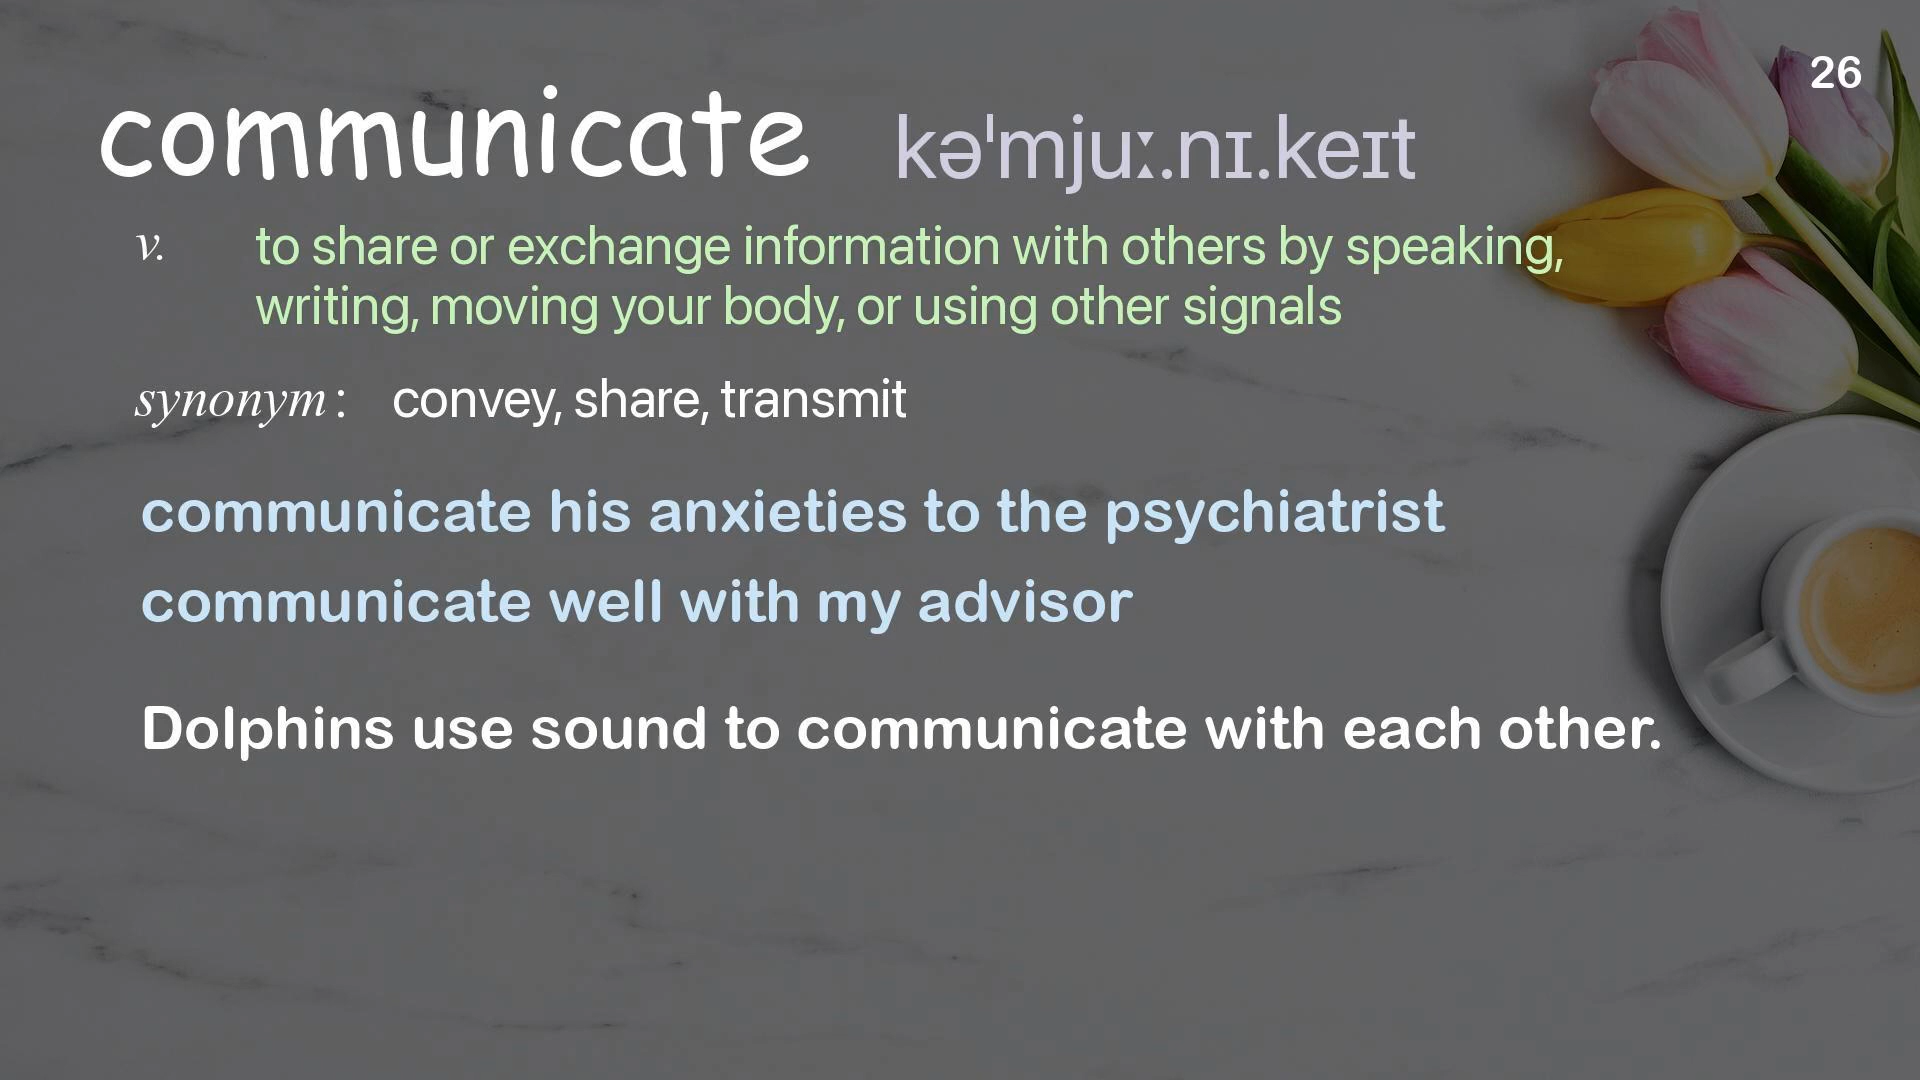 26
communicate kəˈmjuː.nɪ.keɪt
v. to share or exchange information with others by speaking,
writing, moving your body, or using other signals
synonym : convey, share, transmit
communicate his anxieties to the psychiatrist
communicate well with my advisor
Dolphins use sound to communicate with each other.